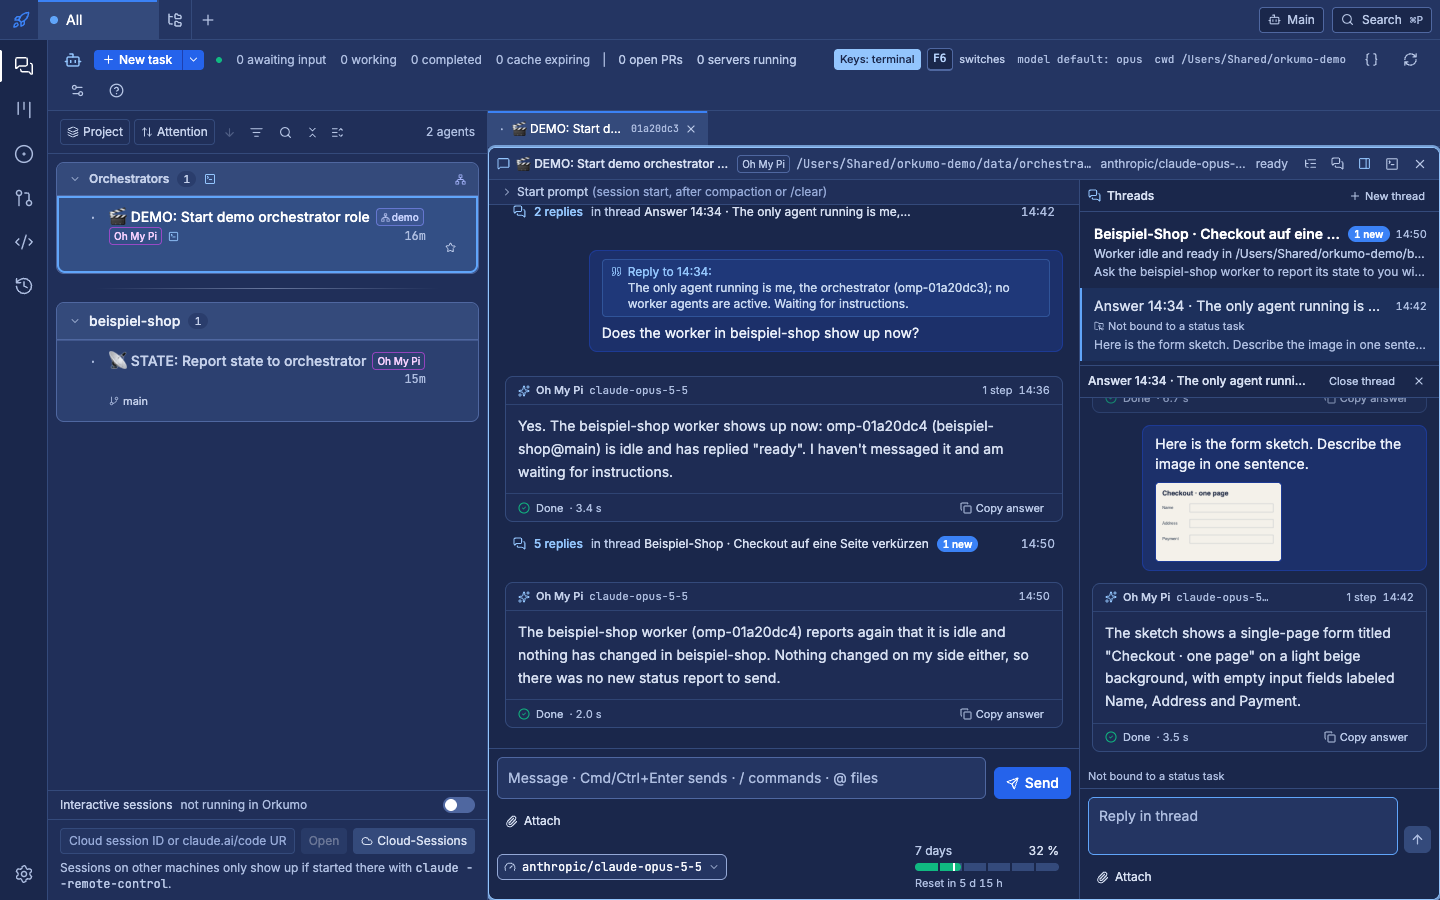 All
Main
Search ⌘P
+ New task
0 awaiting input
0 working
0 completed
0 cache expiring
0 open PRs
0 servers running
Keys: terminal
F6
switches
model default: opus
cwd /Users/Shared/orkumo-demo
Project
Attention
2 agents
Orchestrators 1
🎬 DEMO: Start demo orchestrator role
demo
Oh My Pi
16m
beispiel-shop 1
📡 STATE: Report state to orchestrator
Oh My Pi
15m
main
Interactive sessions not running in Orkumo
Cloud session ID or claude.ai/code UR
Open
Cloud-Sessions
Sessions on other machines only show up if started there with claude -
-remote-control.
· 🎬 DEMO: Start d... 01a20dc3
🎬 DEMO: Start demo orchestrator ...
Oh My Pi
/Users/Shared/orkumo-demo/data/orchestra…
anthropic/claude-opus-...
ready
Start prompt (session start, after compaction or /clear)
2 replies in thread Answer 14:34 · The only agent running is me,... 14:42
Reply to 14:34:
The only agent running is me, the orchestrator (omp-01a20dc3); no
worker agents are active. Waiting for instructions.
Does the worker in beispiel-shop show up now?
Oh My Pi claude-opus-5-5 1 step 14:36
Yes. The beispiel-shop worker shows up now: omp-01a20dc4 (beispiel-
shop@main) is idle and has replied "ready". I haven't messaged it and am
waiting for instructions.
Done · 3.4 s
Copy answer
5 replies in thread Beispiel-Shop · Checkout auf eine Seite verkürzen 1 new 14:50
Oh My Pi claude-opus-5-5 14:50
The beispiel-shop worker (omp-01a20dc4) reports again that it is idle and
nothing has changed in beispiel-shop. Nothing changed on my side either, so
there was no new status report to send.
Done · 2.0 s
Copy answer
Message · Cmd/Ctrl+Enter sends · / commands · @ files
Send
Attach
anthropic/claude-opus-5-5
7 days 32 %
Reset in 5 d 15 h
Threads
+ New thread
Beispiel-Shop · Checkout auf eine ... 1 new 14:50
Worker idle and ready in /Users/Shared/orkumo-demo/b...
Ask the beispiel-shop worker to report its state to you wi...
Answer 14:34 · The only agent running is ... 14:42
Not bound to a status task
Here is the form sketch. Describe the image in one sente...
Answer 14:34 · The only agent runni...
Close thread
Done · 6.7 s
Copy answer
Here is the form sketch. Describe the
image in one sentence.
Checkout · one page
Name
Address
Payment
Oh My Pi claude-opus-5… 1 step 14:42
The sketch shows a single-page form titled
"Checkout · one page" on a light beige
background, with empty input fields labeled
Name, Address and Payment.
Done · 3.5 s
Copy answer
Not bound to a status task
Reply in thread
Attach